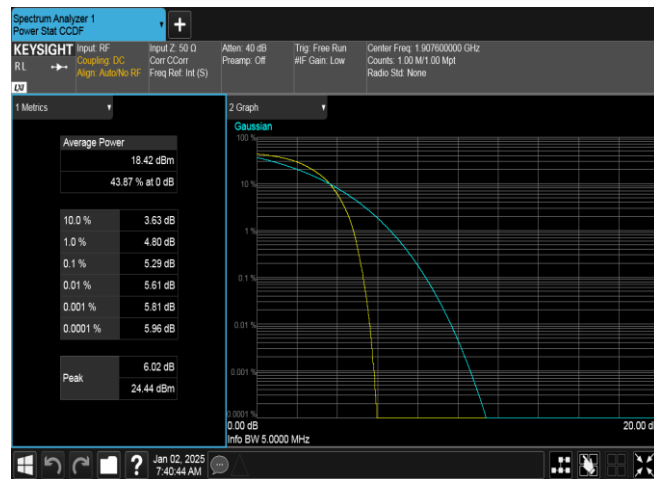 Spectrum Analyzer 1
Power Stat CCDF
+
KEYSIGHT
RL
LXI
Input: RF
Coupling: DC
Align: Auto/No RF
Input Z: 50 Ω
Corr CCorr
Freq Ref: Int (S)
Atten: 40 dB
Preamp: Off
Trig: Free Run
#IF Gain: Low
Center Freq: 1.907600000 GHz
Counts: 1.00 M/1.00 Mpt
Radio Std: None
1 Metrics
Average Power
18.42 dBm
43.87 % at 0 dB
10.0 % 3.63 dB
1.0 % 4.80 dB
0.1 % 5.29 dB
0.01 % 5.61 dB
0.001 % 5.81 dB
0.0001 % 5.96 dB
Peak
6.02 dB
24.44 dBm
2 Graph
Gaussian
100 %
10 %
1 %
0.1 %
0.01 %
0.001 %
0.0001 %
0.00 dB 20.00 d
Info BW 5.0000 MHz
?
Jan 02, 2025
7:40:44 AM